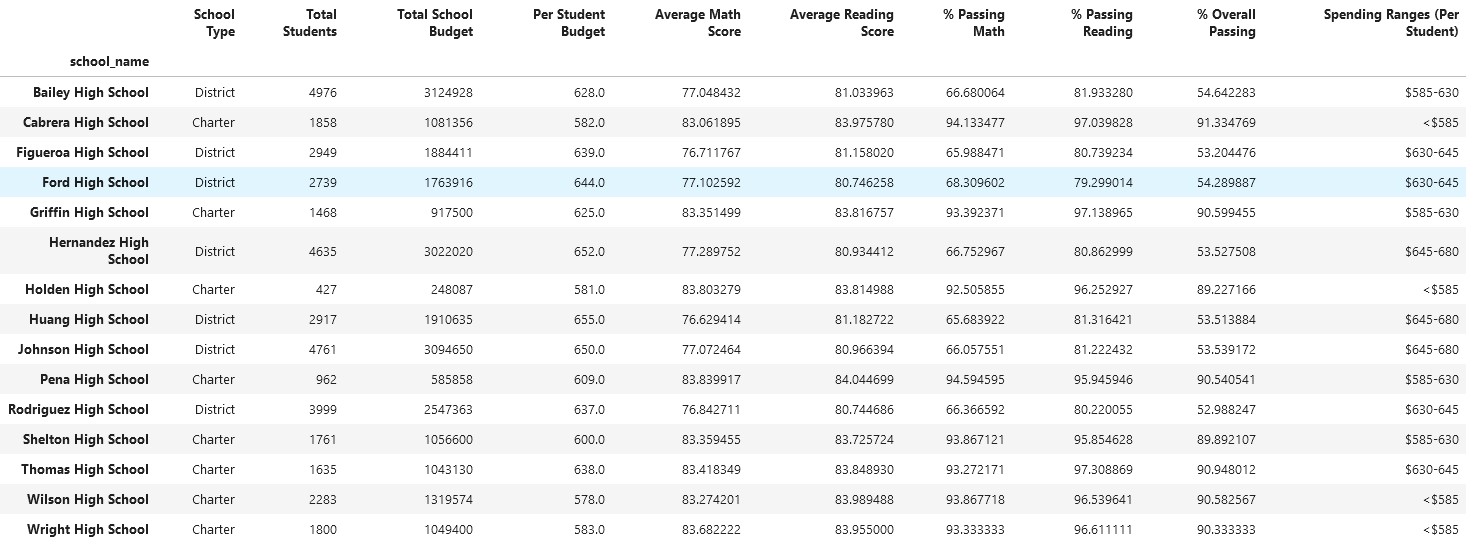 School Type Total Students Total School Budget Per Student Budget Average Math Score Average Reading Score % Passing Math % Passing Reading % Overall Passing Spending Ranges (Per Student)
school_name
Bailey High School District 4976 3124928 628.0 77.048432 81.033963 66.680064 81.933280 54.642283 $585-630
Cabrera High School Charter 1858 1081356 582.0 83.061895 83.975780 94.133477 97.039828 91.334769 <$585
Figueroa High School District 2949 1884411 639.0 76.711767 81.158020 65.988471 80.739234 53.204476 $630-645
Ford High School District 2739 1763916 644.0 77.102592 80.746258 68.309602 79.299014 54.289887 $630-645
Griffin High School Charter 1468 917500 625.0 83.351499 83.816757 93.392371 97.138965 90.599455 $585-630
Hernandez High School District 4635 3022020 652.0 77.289752 80.934412 66.752967 80.862999 53.527508 $645-680
Holden High School Charter 427 248087 581.0 83.803279 83.814988 92.505855 96.252927 89.227166 <$585
Huang High School District 2917 1910635 655.0 76.629414 81.182722 65.683922 81.316421 53.513884 $645-680
Johnson High School District 4761 3094650 650.0 77.072464 80.966394 66.057551 81.222432 53.539172 $645-680
Pena High School Charter 962 585858 609.0 83.839917 84.044699 94.594595 95.945946 90.540541 $585-630
Rodriguez High School District 3999 2547363 637.0 76.842711 80.744686 66.366592 80.220055 52.988247 $630-645
Shelton High School Charter 1761 1056600 600.0 83.359455 83.725724 93.867121 95.854628 89.892107 $585-630
Thomas High School Charter 1635 1043130 638.0 83.418349 83.848930 93.272171 97.308869 90.948012 $630-645
Wilson High School Charter 2283 1319574 578.0 83.274201 83.989488 93.867718 96.539641 90.582567 <$585
Wright High School Charter 1800 1049400 583.0 83.682222 83.955000 93.333333 96.611111 90.333333 <$585